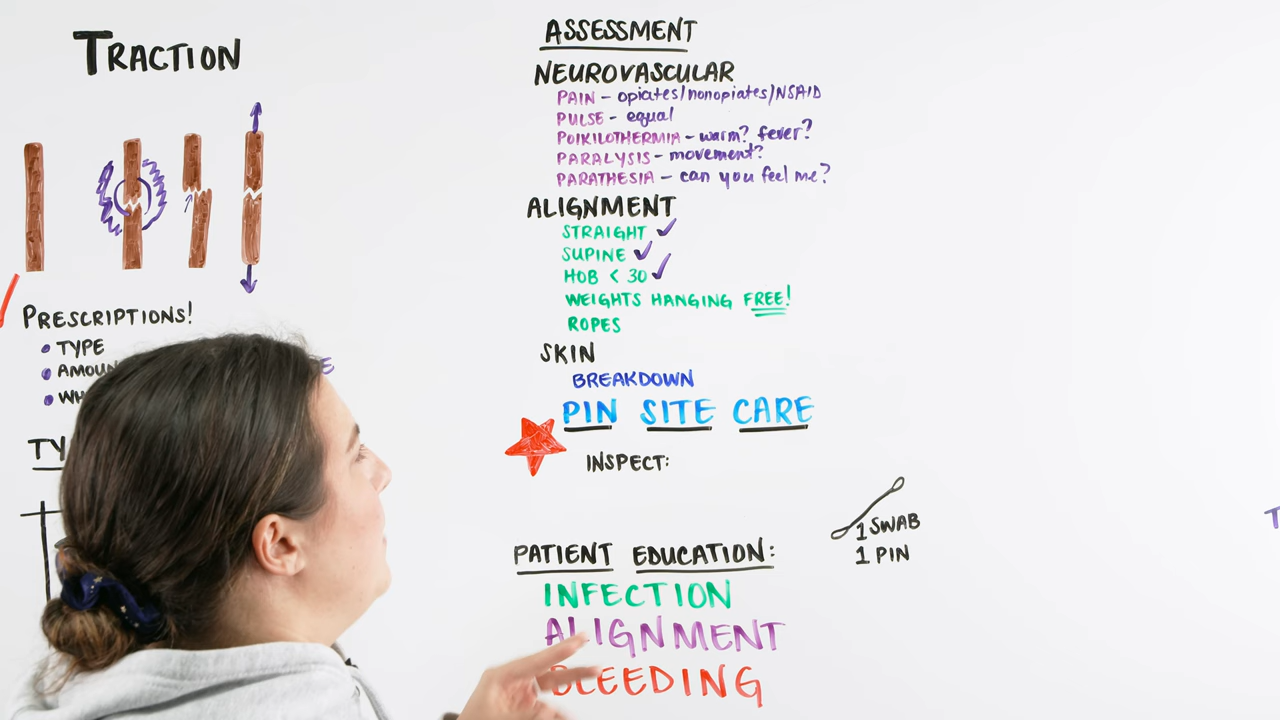 TRACTION
PRESCRIPTIONS!
• TYPE
ASSESSMENT
NEUROVASCULAR
PAIN - opiates/nonopiates/NSAID
PULSE - equal
POIKILOTHERMIA - warm? fever?
PARALYSIS - movement?
PARATHESIA - can you feel me?
ALIGNMENT
STRAIGHT ✓
SUPINE ✓
HOB < 30 ✓
WEIGHTS HANGING FREE!
ROPES
SKIN
BREAKDOWN
PIN SITE CARE
INSPECT:
1 SWAB
1 PIN
PATIENT EDUCATION:
INFECTION
ALIGNMENT
BLEEDING